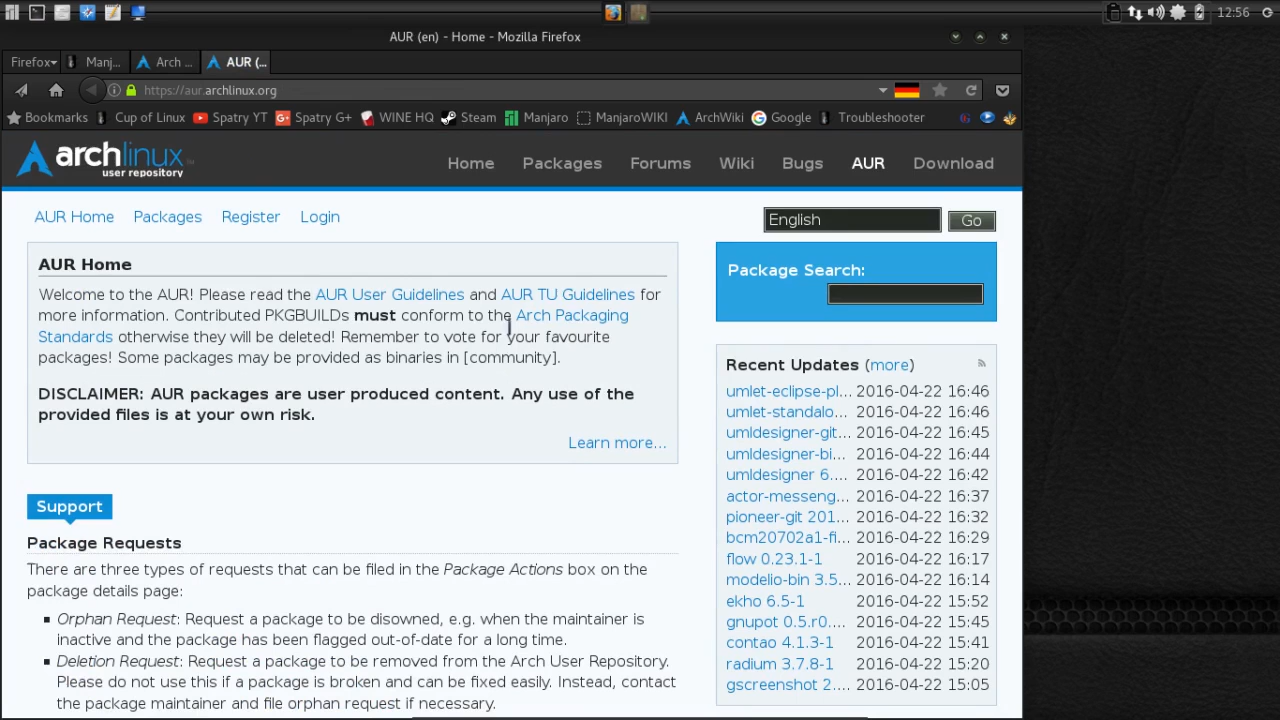 12:56
AUR (en) - Home - Mozilla Firefox
Firefox
Manj...
Arch ...
AUR (...
https://aur.archlinux.org
Bookmarks Cup of Linux Spatry YT Spatry G+ WINE HQ Steam Manjaro ManjaroWIKI ArchWiki Google Troubleshooter
archlinux
user repository
Home Packages Forums Wiki Bugs AUR Download
AUR Home Packages Register Login
English Go
AUR Home
Welcome to the AUR! Please read the AUR User Guidelines and AUR TU Guidelines for
more information. Contributed PKGBUILDs must conform to the Arch Packaging
Standards otherwise they will be deleted! Remember to vote for your favourite
packages! Some packages may be provided as binaries in [community].
DISCLAIMER: AUR packages are user produced content. Any use of the
provided files is at your own risk.
Learn more...
Support
Package Requests
There are three types of requests that can be filed in the Package Actions box on the
package details page:
Orphan Request: Request a package to be disowned, e.g. when the maintainer is
inactive and the package has been flagged out-of-date for a long time.
Deletion Request: Request a package to be removed from the Arch User Repository.
Please do not use this if a package is broken and can be fixed easily. Instead, contact
the package maintainer and file orphan request if necessary.
Package Search:
Recent Updates (more)
umlet-eclipse-pl... 2016-04-22 16:46
umlet-standalo... 2016-04-22 16:46
umldesigner-git... 2016-04-22 16:45
umldesigner-bi... 2016-04-22 16:44
umldesigner 6.... 2016-04-22 16:42
actor-messeng... 2016-04-22 16:37
pioneer-git 201... 2016-04-22 16:32
bcm20702a1-fi... 2016-04-22 16:29
flow 0.23.1-1 2016-04-22 16:17
modelio-bin 3.5... 2016-04-22 16:14
ekho 6.5-1 2016-04-22 15:52
gnupot 0.5.r0.... 2016-04-22 15:45
contao 4.1.3-1 2016-04-22 15:41
radium 3.7.8-1 2016-04-22 15:20
gscreenshot 2.... 2016-04-22 15:05